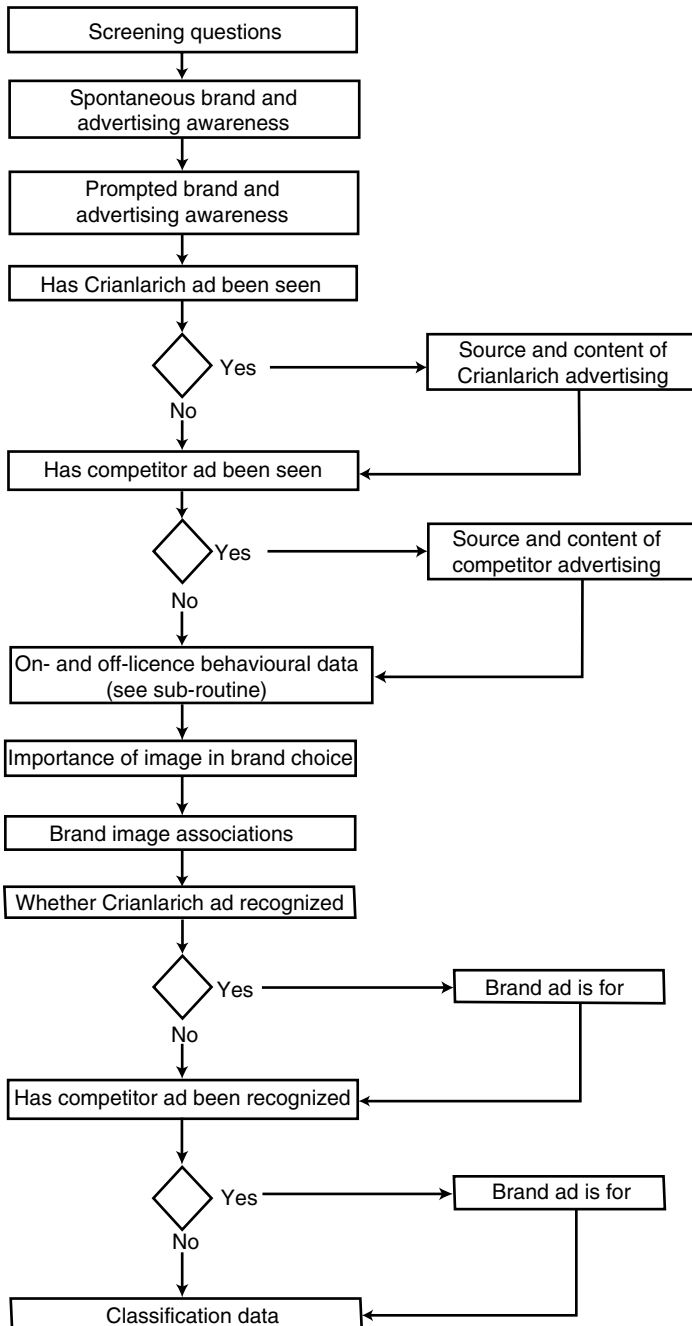 Screening questions
Spontaneous brand and
advertising awareness
Prompted brand and
advertising awareness
Has Crianlarich ad been seen
Yes
Source and content of
Crianlarich advertising
No
Has competitor ad been seen
Yes
Source and content of
competitor advertising
No
On- and off-licence behavioural data
(see sub-routine)
Importance of image in brand choice
Brand image associations
Whether Crianlarich ad recognized
Yes
Brand ad is for
No
Has competitor ad been recognized
Yes
Brand ad is for
No
Classification data